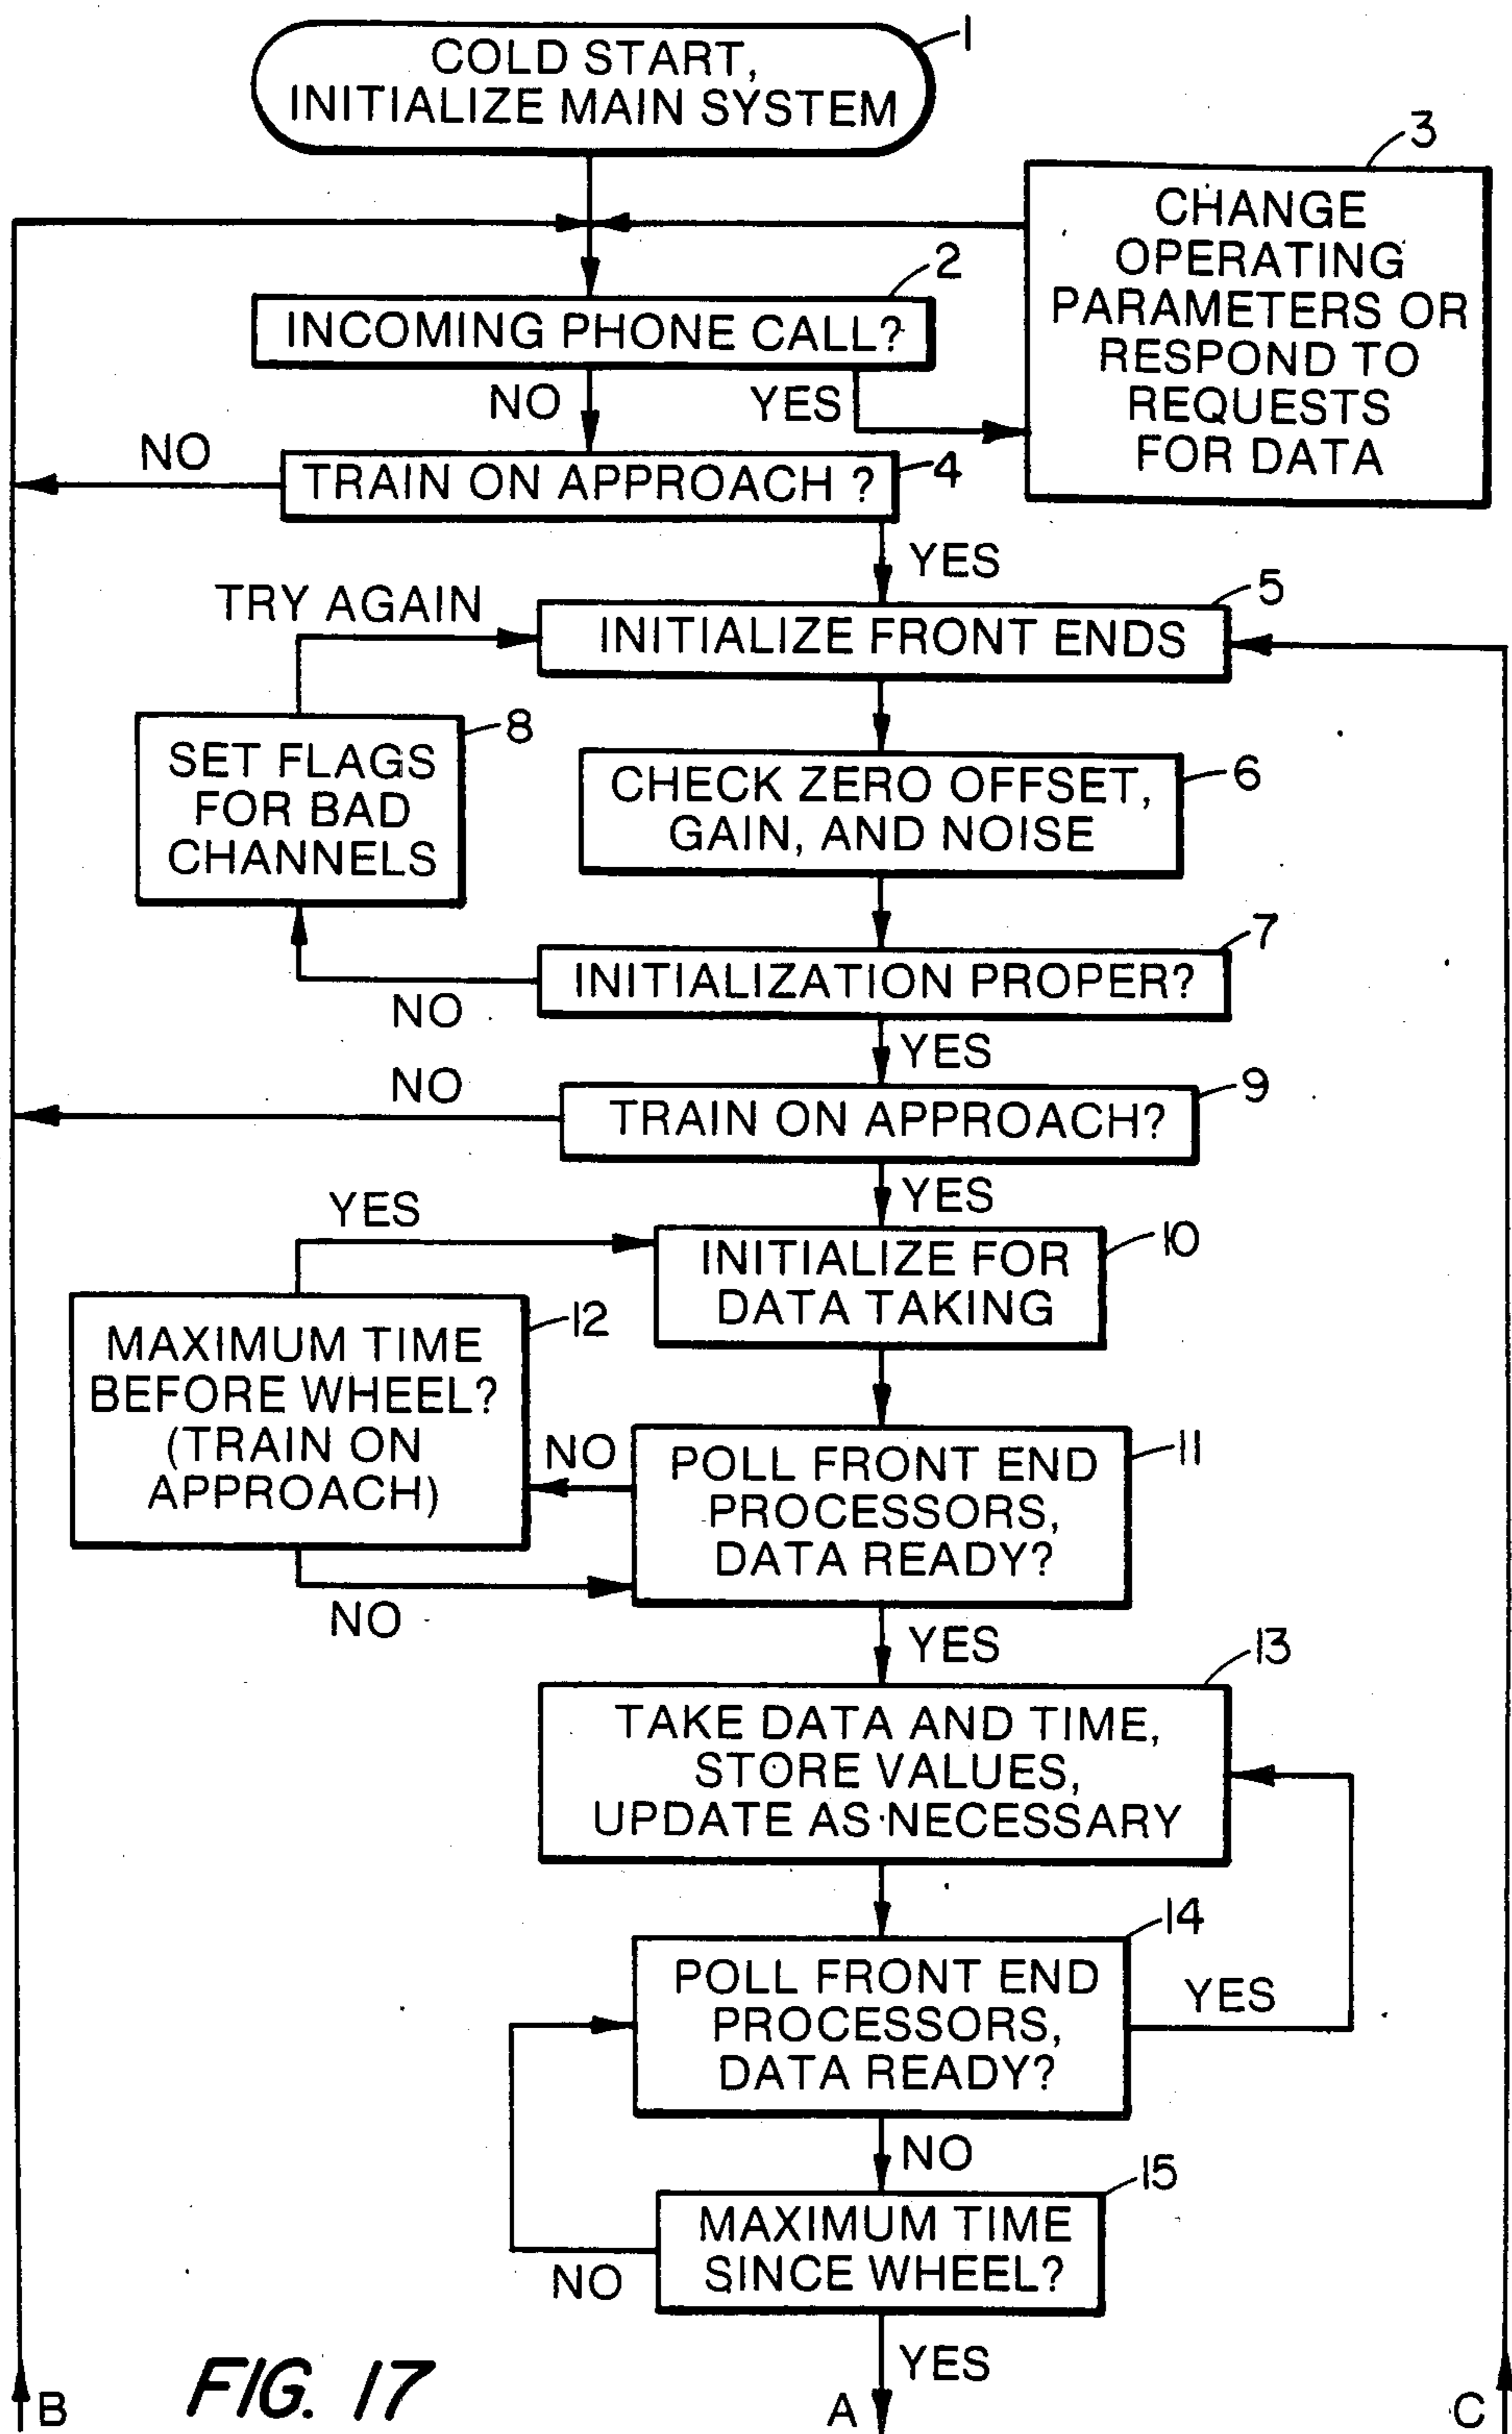 1
COLD START,
INITIALIZE MAIN SYSTEM
3
CHANGE
OPERATING
PARAMETERS OR
RESPOND TO
REQUESTS
FOR DATA
2
INCOMING PHONE CALL?
NO
YES
NO
TRAIN ON APPROACH ?
4
YES
TRY AGAIN
5
INITIALIZE FRONT ENDS
8
SET FLAGS
FOR BAD
CHANNELS
6
CHECK ZERO OFFSET,
GAIN, AND NOISE
7
INITIALIZATION PROPER?
NO
YES
NO
9
TRAIN ON APPROACH?
YES
YES
10
INITIALIZE FOR
DATA TAKING
12
MAXIMUM TIME
BEFORE WHEEL?
(TRAIN ON
APPROACH)
NO
11
POLL FRONT END
PROCESSORS,
DATA READY?
NO
YES
13
TAKE DATA AND TIME,
STORE VALUES,
UPDATE AS NECESSARY
14
POLL FRONT END
PROCESSORS,
DATA READY?
YES
NO
15
MAXIMUM TIME
SINCE WHEEL?
NO
YES
B
FIG. 17
A
C